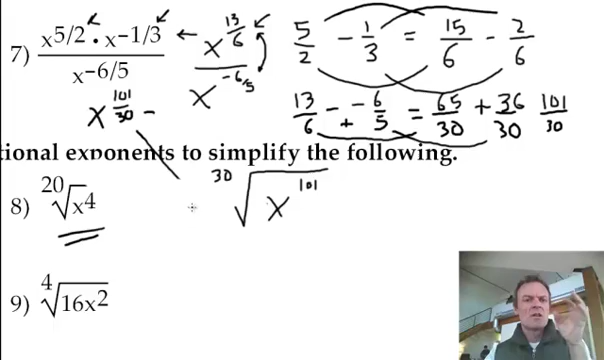 7) x5/2 · x–1/3 / x–6/5 ← x^13/6 / x^-6/5 5/2 - 1/3 = 15/6 - 2/6
x^101/30 - 13/6 - -6/5 = 65/30 + 36/30 101/30
+
tional exponents to simplify the following.
8) 20√x4 30√x^101
9) 4√16x2